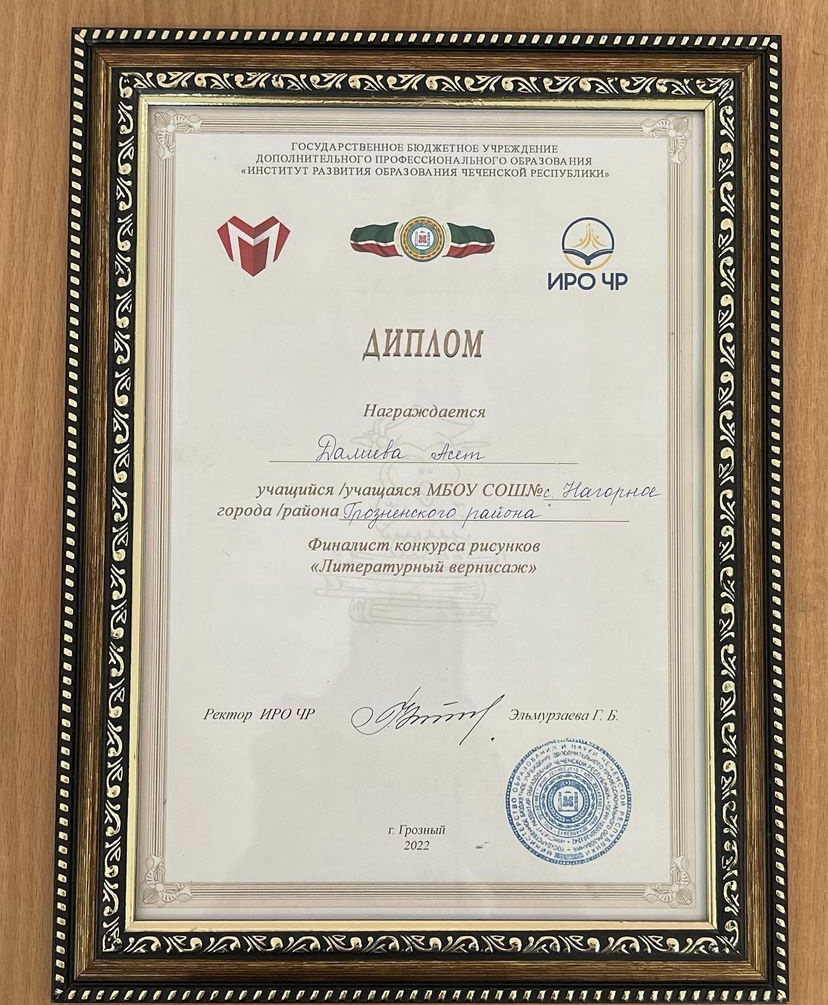 ГОСУДАРСТВЕННОЕ БЮДЖЕТНОЕ УЧРЕЖДЕНИЕ
ДОПОЛНИТЕЛЬНОГО ПРОФЕССИОНАЛЬНОГО ОБРАЗОВАНИЯ
«ИНСТИТУТ РАЗВИТИЯ ОБРАЗОВАНИЯ ЧЕЧЕНСКОЙ РЕСПУБЛИКИ»
ИРО ЧР
ДИПЛОМ
Награждается
Далиева Асет
учащийся /учащаяся МБОУ СОШ№ с. Нагорное
города /района Грозненского района
Финалист конкурса рисунков
«Литературный вернисаж»
Ректор ИРО ЧР Эльмурзаева Г. Б.
г. Грозный
2022